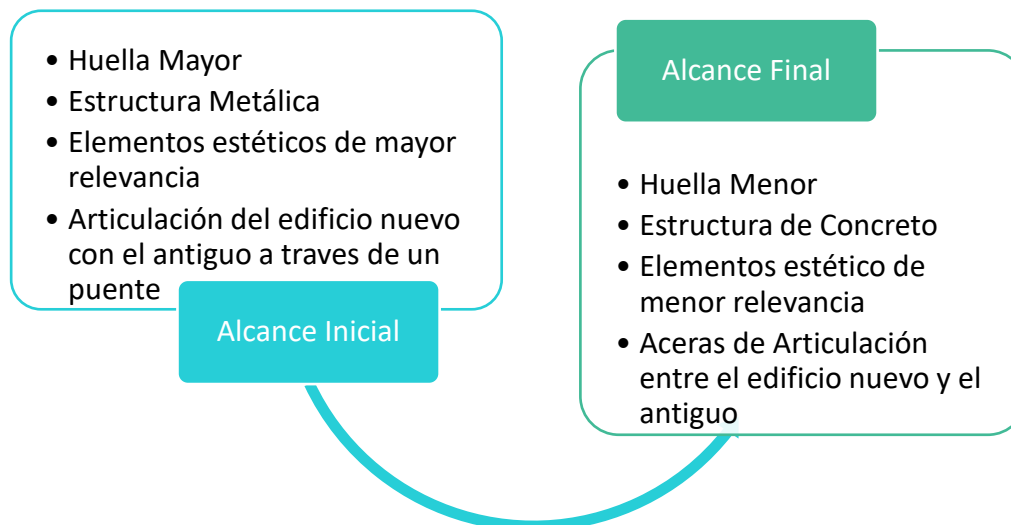 • Huella Mayor
• Estructura Metálica
• Elementos estéticos de mayor
relevancia
• Articulación del edificio nuevo
con el antiguo a traves de un
puente
Alcance Inicial
Alcance Final
• Huella Menor
• Estructura de Concreto
• Elementos estético de
menor relevancia
• Aceras de Articulación
entre el edificio nuevo y el
antiguo